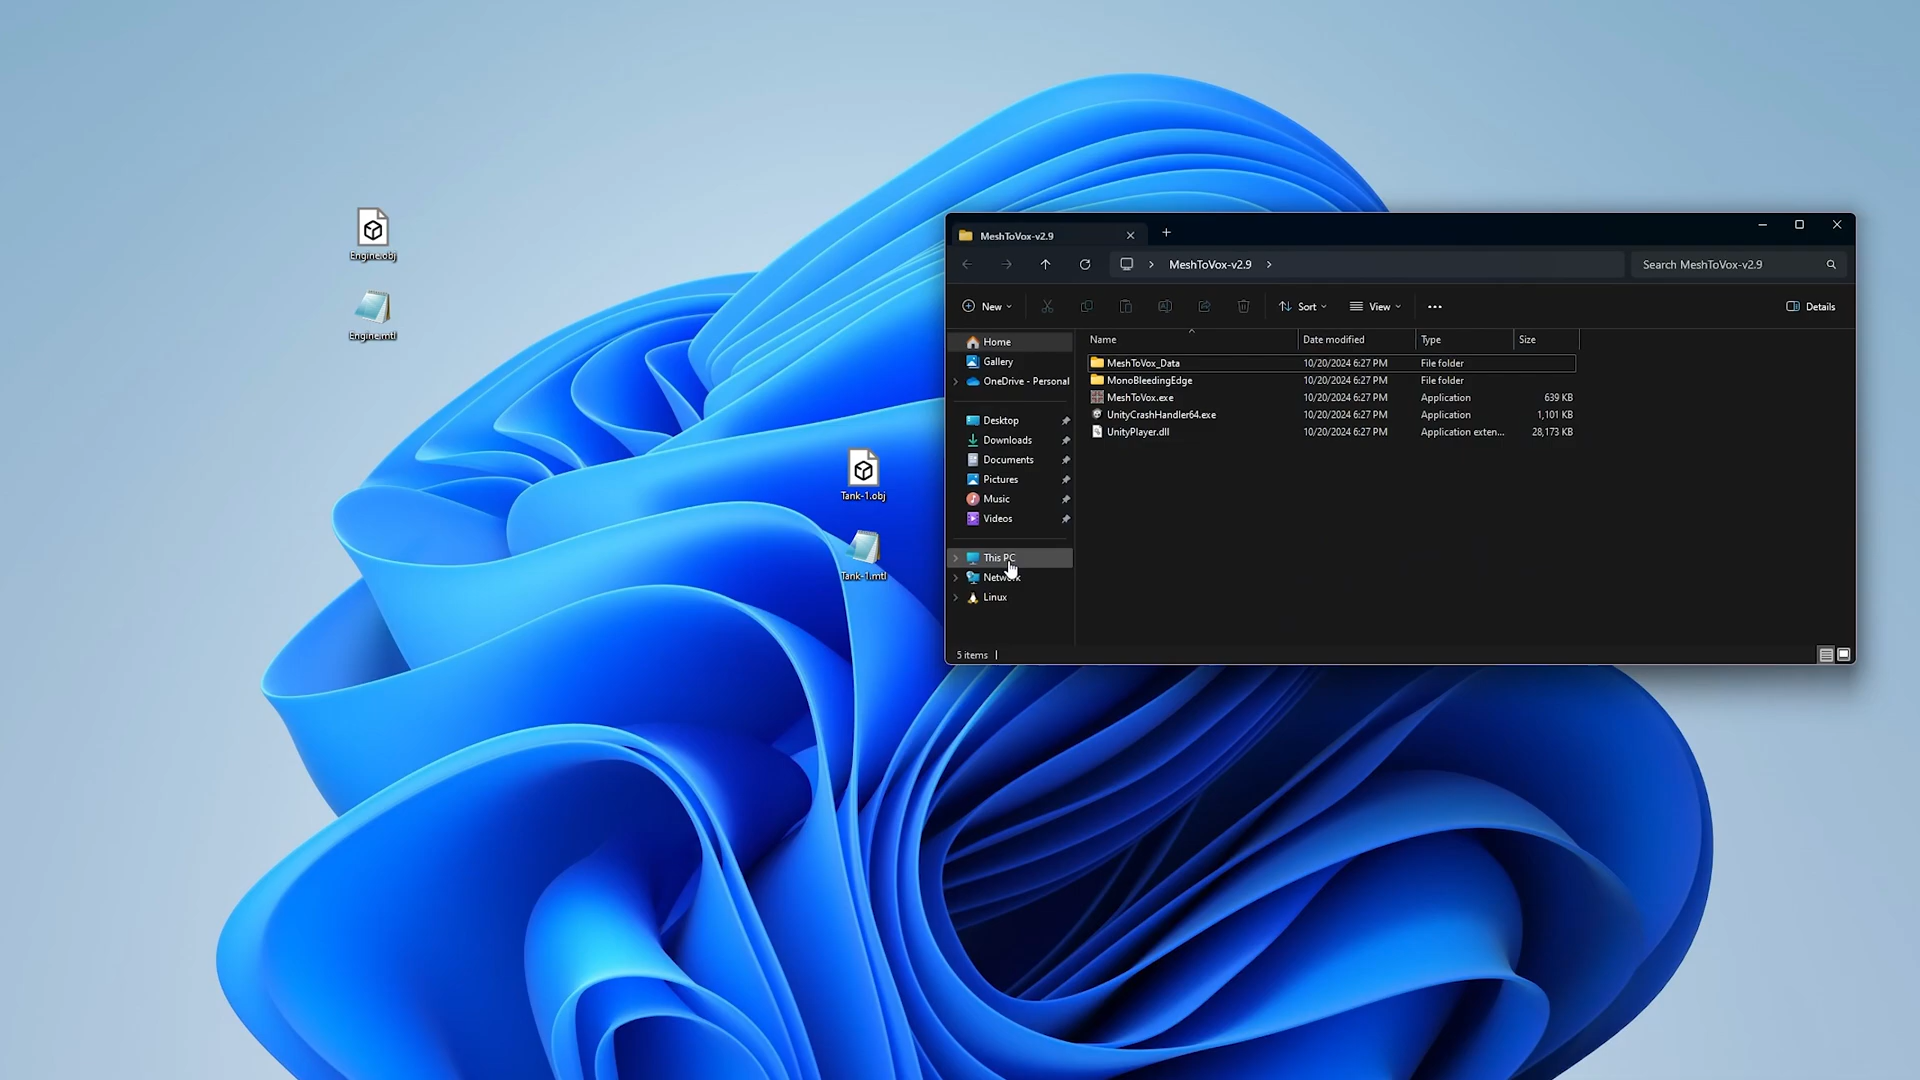 Engine.obj
Engine.mtl
Tank-1.obj
Tank-1.mtl
MeshToVox-v2.9
MeshToVox-v2.9
Search MeshToVox-v2.9
New
Sort
View
Details
Home
Gallery
OneDrive - Personal
Desktop
Downloads
Documents
Pictures
Music
Videos
This PC
Network
Linux
Name Date modified Type Size
MeshToVox_Data 10/20/2024 6:27 PM File folder
MonoBleedingEdge 10/20/2024 6:27 PM File folder
MeshToVox.exe 10/20/2024 6:27 PM Application 639 KB
UnityCrashHandler64.exe 10/20/2024 6:27 PM Application 1,101 KB
UnityPlayer.dll 10/20/2024 6:27 PM Application exten... 28,173 KB
5 items